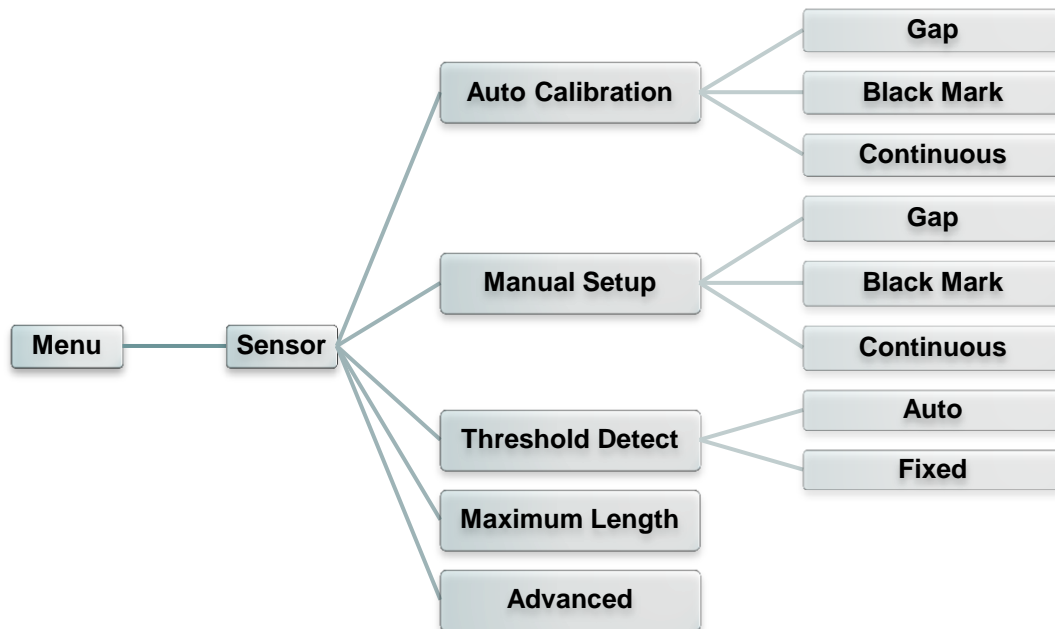 Menu
Sensor
Auto Calibration
Gap
Black Mark
Continuous
Manual Setup
Gap
Black Mark
Continuous
Threshold Detect
Auto
Fixed
Maximum Length
Advanced